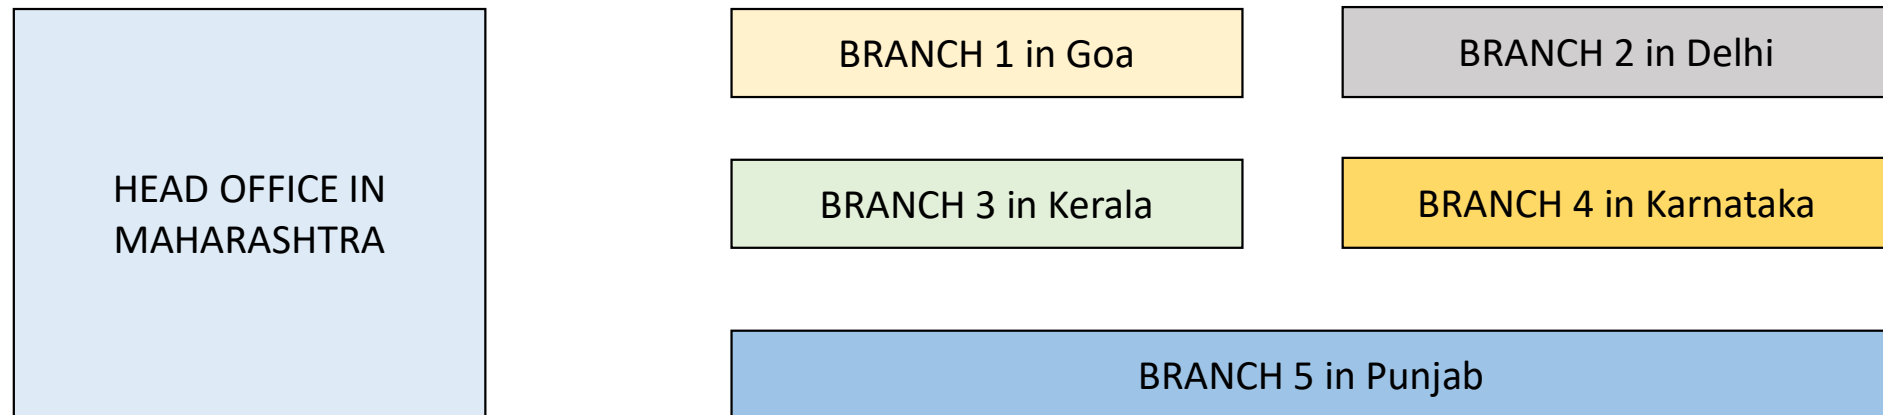 HEAD OFFICE IN
MAHARASHTRA
BRANCH 1 in Goa
BRANCH 2 in Delhi
BRANCH 3 in Kerala
BRANCH 4 in Karnataka
BRANCH 5 in Punjab